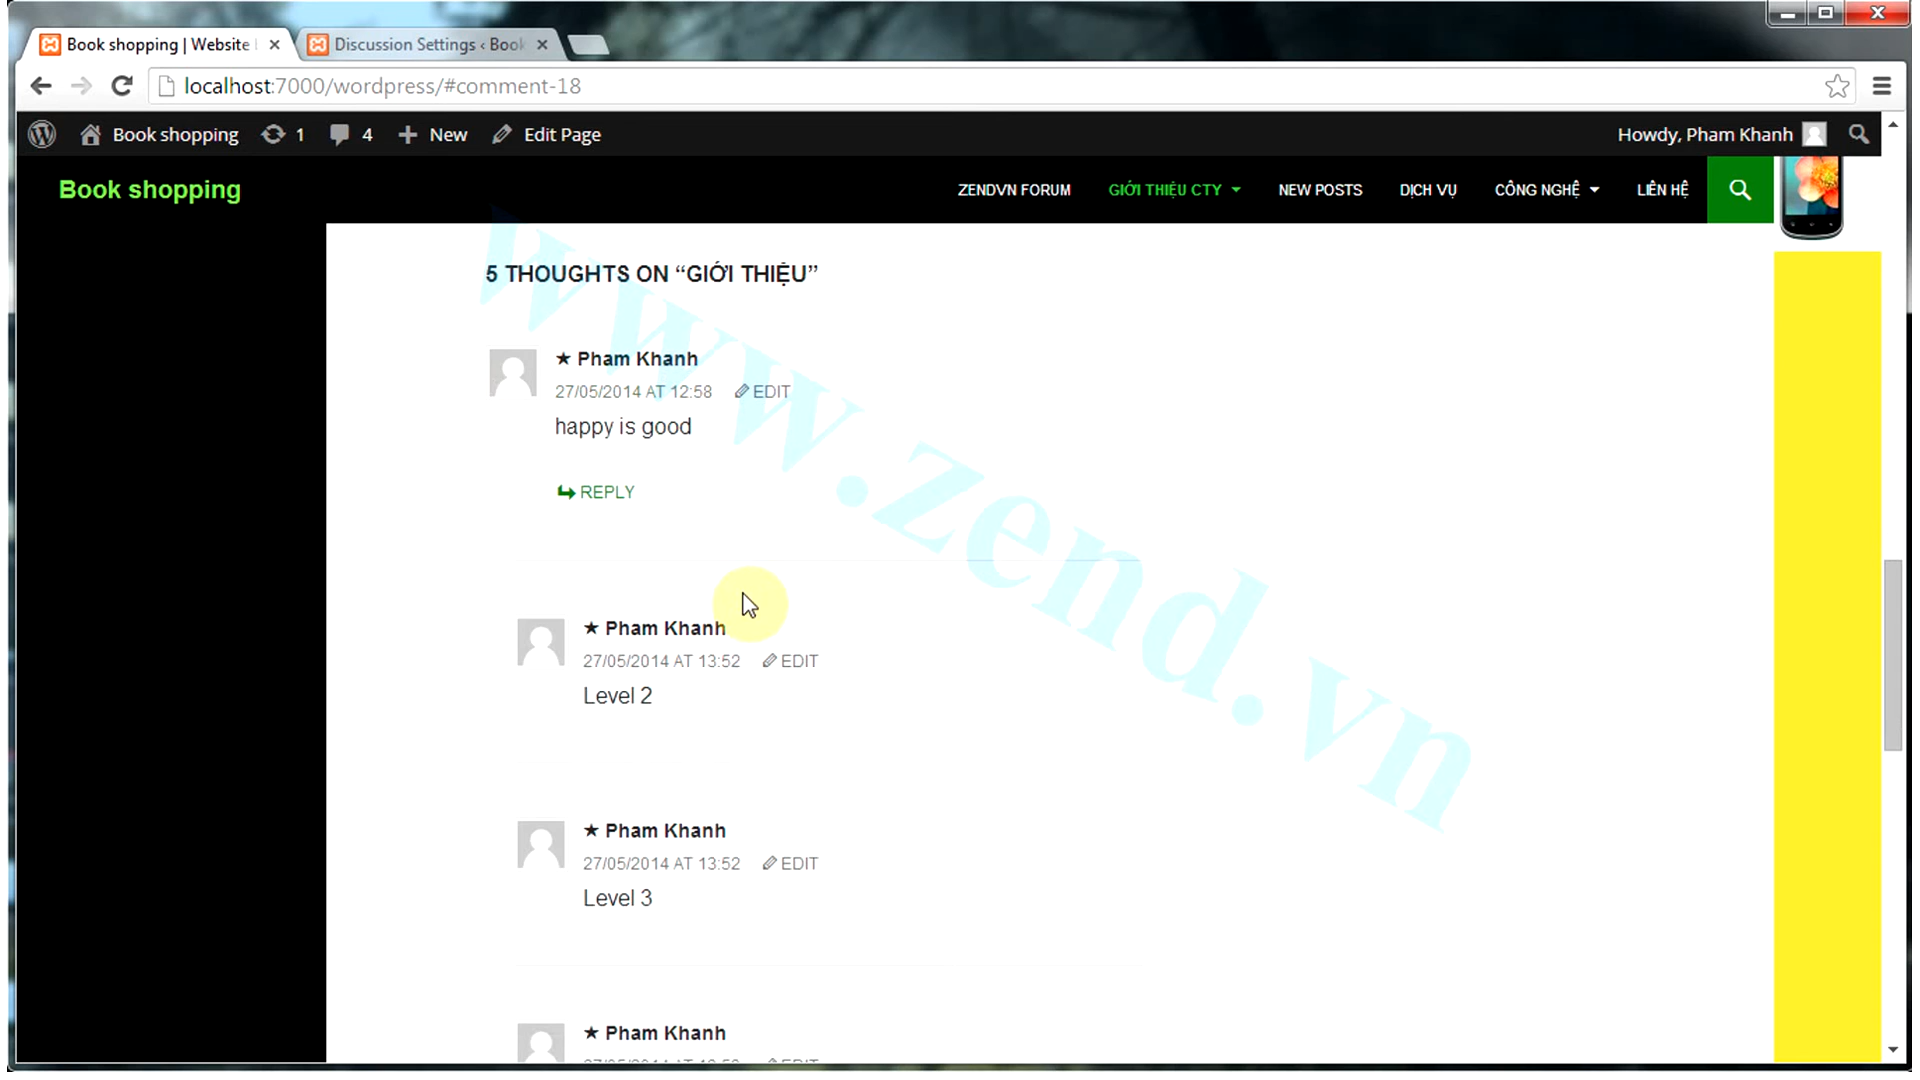 Book shopping | Website
Discussion Settings ‹ Book
localhost:7000/wordpress/#comment-18
Book shopping
1
4
New
Edit Page
Howdy, Pham Khanh
Book shopping
ZENDVN FORUM
GIỚI THIỆU CTY
NEW POSTS
DỊCH VỤ
CÔNG NGHỆ
LIÊN HỆ
5 THOUGHTS ON “GIỚI THIỆU”
★ Pham Khanh
27/05/2014 AT 12:58 EDIT
happy is good
REPLY
★ Pham Khanh
27/05/2014 AT 13:52 EDIT
Level 2
★ Pham Khanh
27/05/2014 AT 13:52 EDIT
Level 3
★ Pham Khanh
www.zend.vn